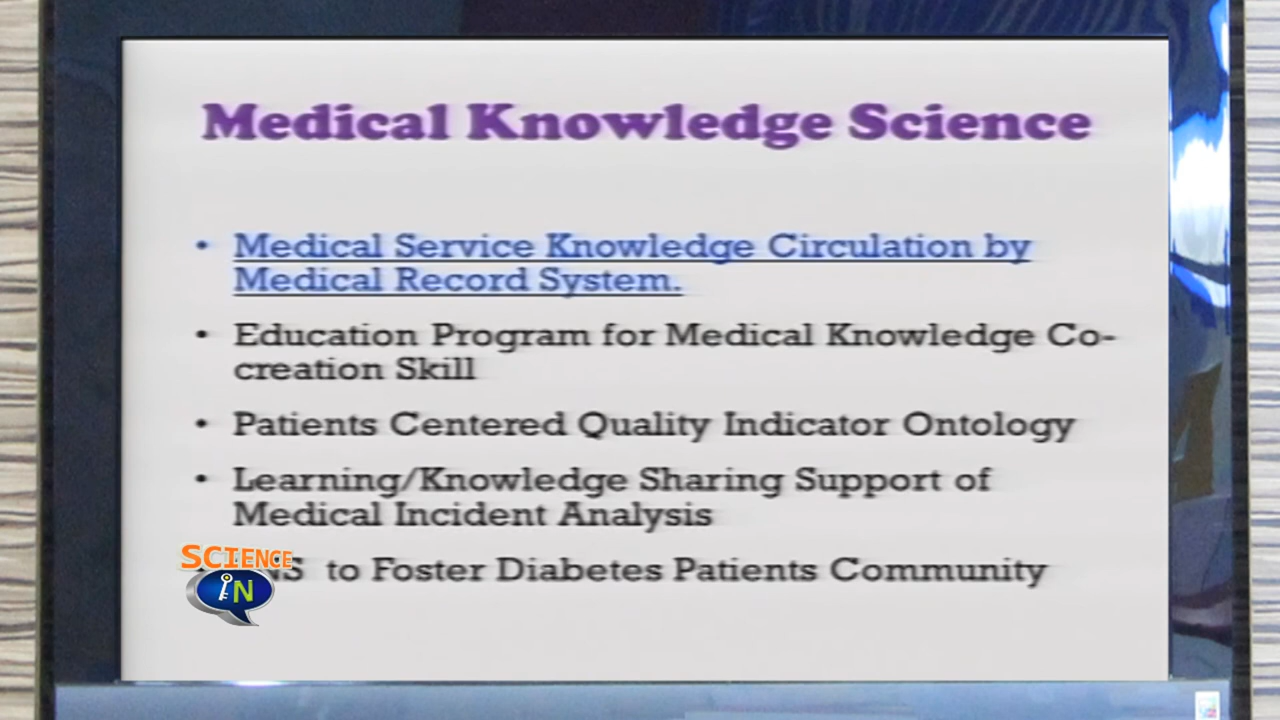 Medical Knowledge Science
• Medical Service Knowledge Circulation by
Medical Record System.
• Education Program for Medical Knowledge Co-
creation Skill
• Patients Centered Quality Indicator Ontology
• Learning/Knowledge Sharing Support of
Medical Incident Analysis
to Foster Diabetes Patients Community
SCIENCE
iN